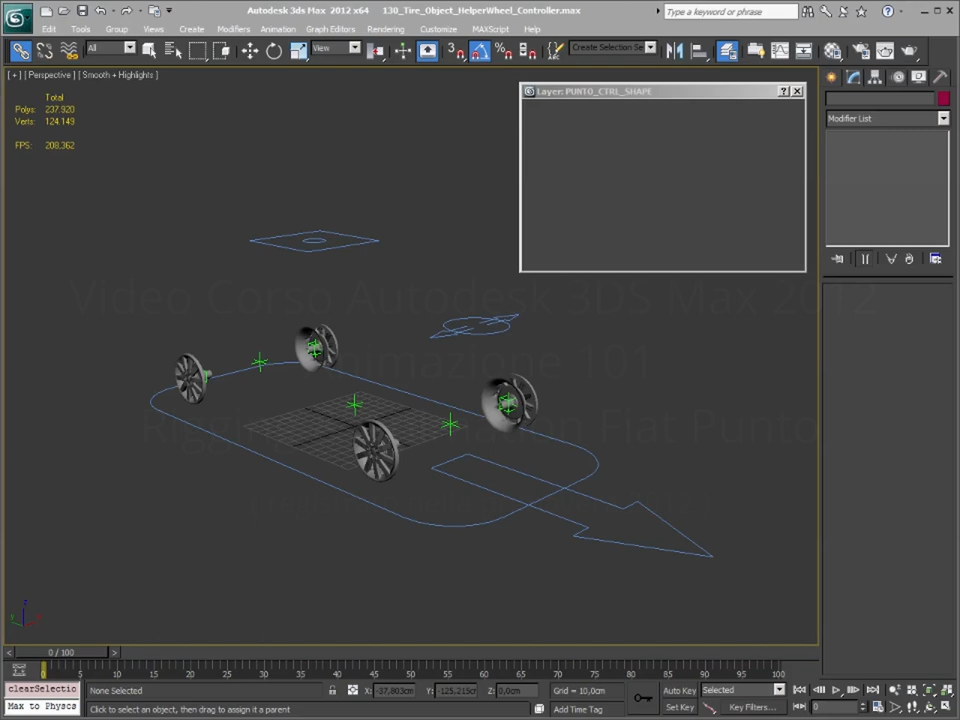 Autodesk 3ds Max 2012 x64
130_Tire_Object_HelperWheel_Controller.max
Type a keyword or phrase
Edit Tools Group Views Create Modifiers Animation Graph Editors Rendering Customize MAXScript Help
All
View
Create Selection Se
[ + ] [ Perspective ] [ Smooth + Highlights ]
Layer: PUNTO_CTRL_SHAPE
Total
Polys: 237.920
Verts: 124.149
FPS: 208,362
Modifier List
Video Corso Autodesk 3DS Max 2012
Animazione 101
Fiat Punto
0 / 100
0 5 10 15 20 25 30 35 40 45 50 55 60 65 70 75 80 85 90 95 100
clearSelectio
None Selected
X: -37,803cm
Y: -125,215cm
Z: 0,0cm
Grid = 10,0cm
Auto Key
Selected
Max to Physcs
Click to select an object, then drag to assign it a parent
Add Time Tag
Set Key
Key Filters...
0